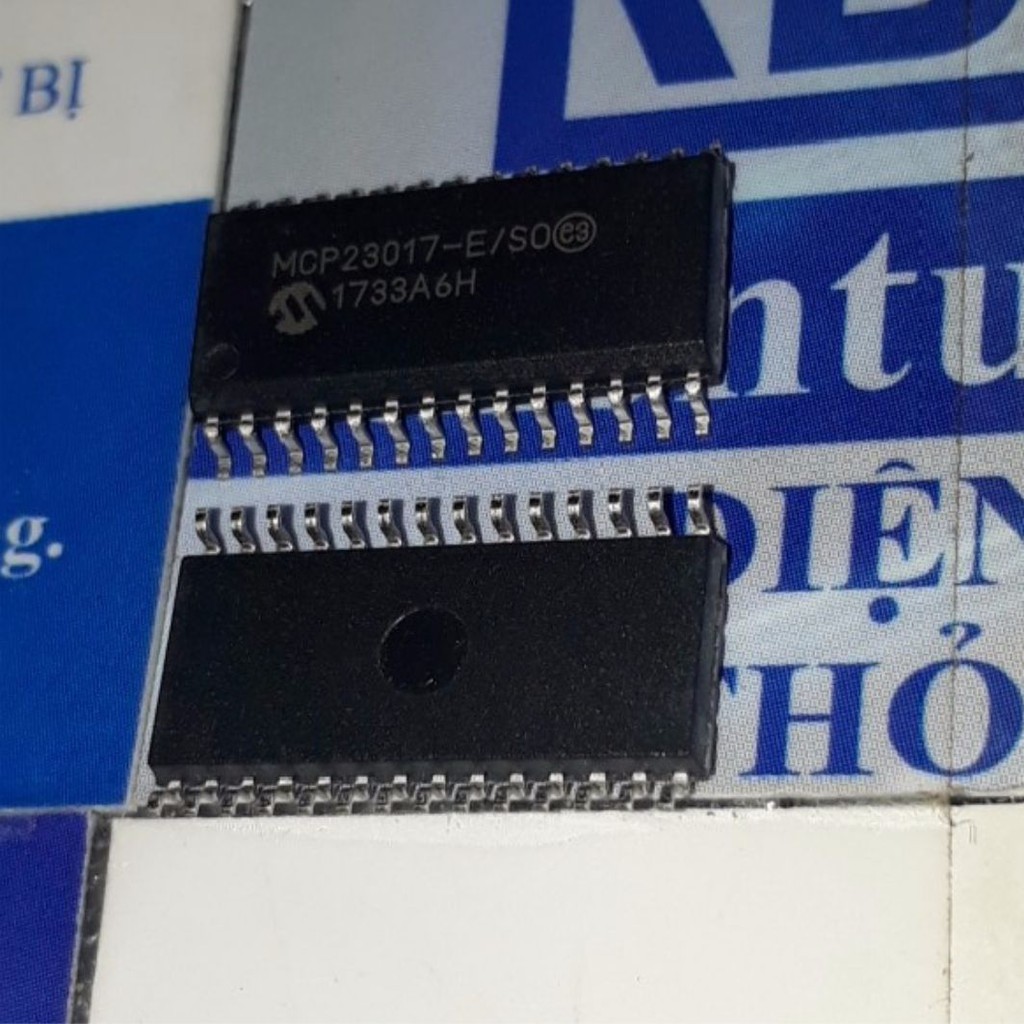 BỊ
MCP23017-E/SO e3
1733A6H
ntu
g.
ĐIỆN
THỎ